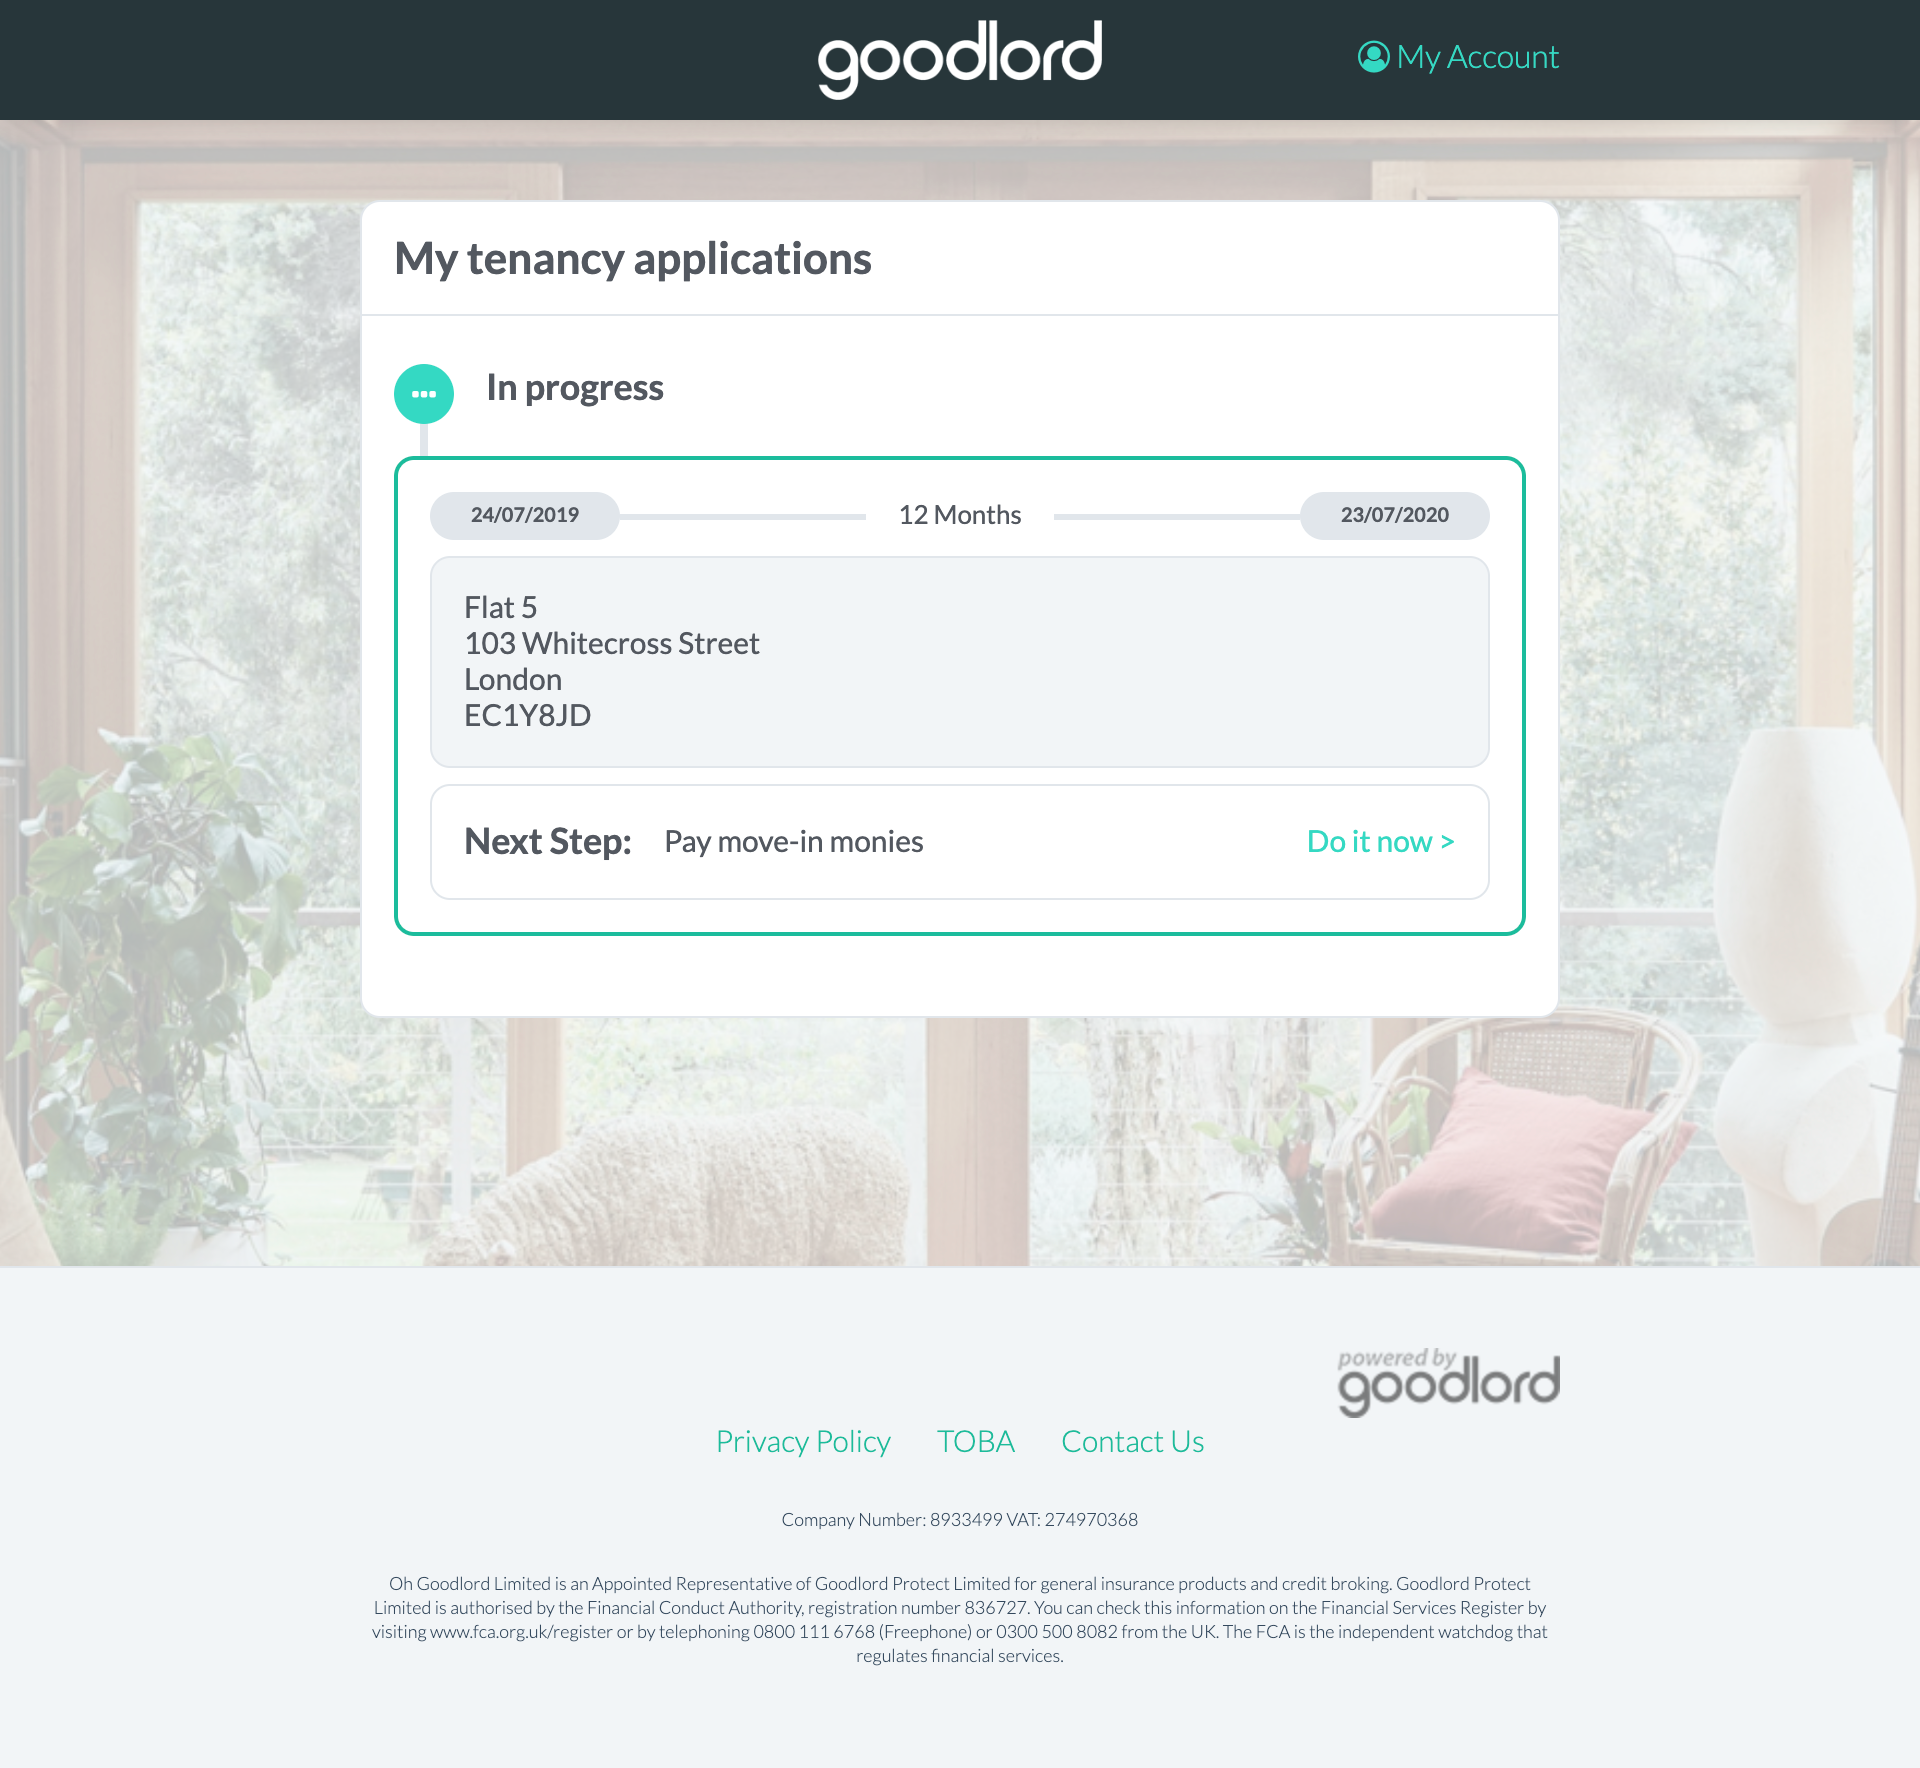 goodlord
My Account
My tenancy applications
In progress
24/07/2019
12 Months
23/07/2020
Flat 5
103 Whitecross Street
London
EC1Y8JD
Next Step: Pay move-in monies Do it now >
powered by
goodlord
Privacy Policy TOBA Contact Us
Company Number: 8933499 VAT: 274970368
Oh Goodlord Limited is an Appointed Representative of Goodlord Protect Limited for general insurance products and credit broking. Goodlord Protect
Limited is authorised by the Financial Conduct Authority, registration number 836727. You can check this information on the Financial Services Register by
visiting www.fca.org.uk/register or by telephoning 0800 111 6768 (Freephone) or 0300 500 8082 from the UK. The FCA is the independent watchdog that
regulates financial services.